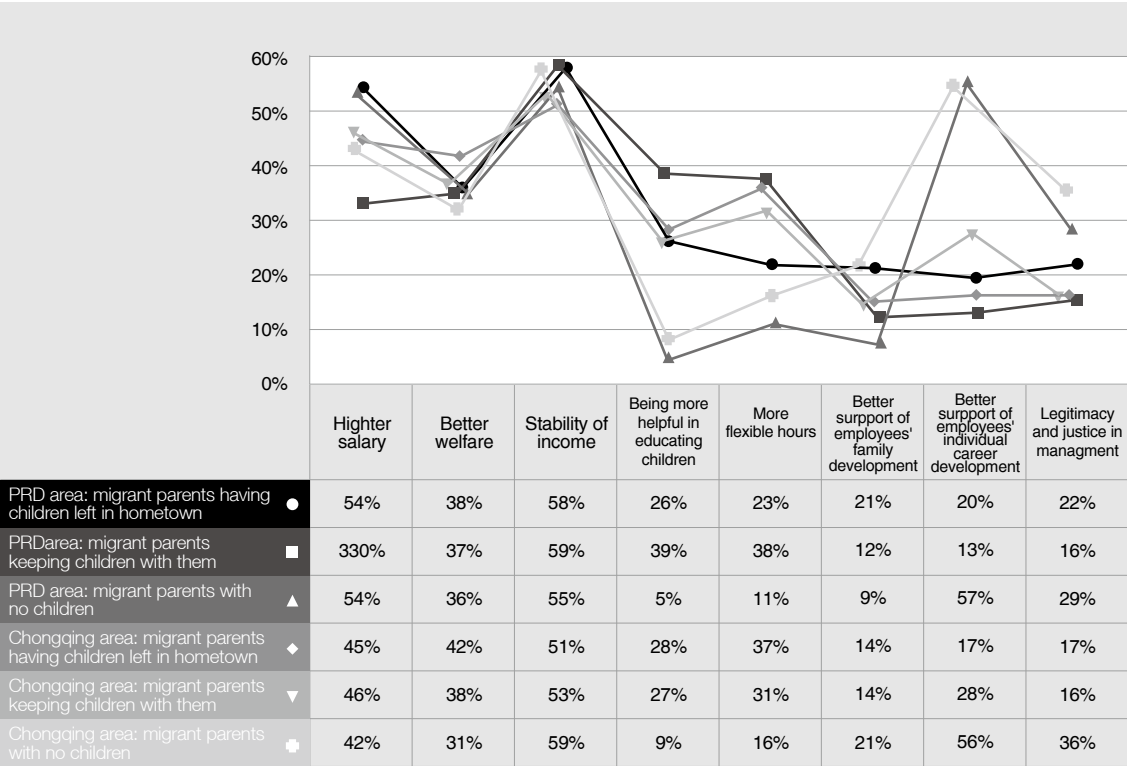 60%
50%
40%
30%
20%
10%
0%
Highter
salary
Better
welfare
Stability of
income
Being more
helpful in
educating
children
More
flexible hours
Better
surpport of
employees'
family
development
Better
surpport of
employees'
individual
career
development
Legitimacy
and justice in
managment
PRD area: migrant parents having
children left in hometown
54% 38% 58% 26% 23% 21% 20% 22%
PRDarea: migrant parents
keeping children with them
330% 37% 59% 39% 38% 12% 13% 16%
PRD area: migrant parents with
no children
54% 36% 55% 5% 11% 9% 57% 29%
Chongqing area: migrant parents
having children left in hometown
45% 42% 51% 28% 37% 14% 17% 17%
Chongqing area: migrant parents
keeping children with them
46% 38% 53% 27% 31% 14% 28% 16%
Chongqing area: migrant parents
with no children
42% 31% 59% 9% 16% 21% 56% 36%